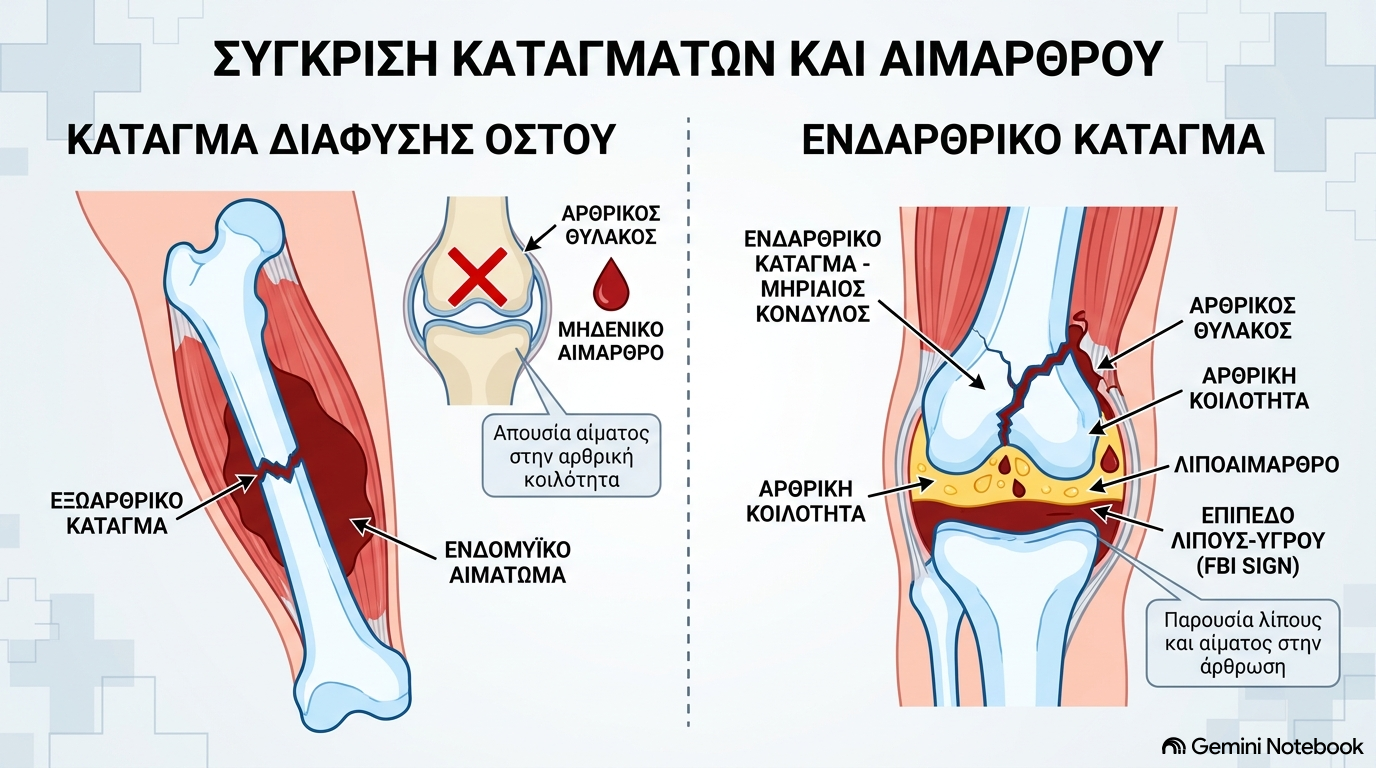 ΣΥΓΚΡΙΣΗ ΚΑΤΑΓΜΑΤΩΝ ΚΑΙ ΑΙΜΑΡΘΡΟΥ
ΚΑΤΑΓΜΑ ΔΙΑΦΥΣΗΣ ΟΣΤΟΥ
ΑΡΘΡΙΚΟΣ
ΘΥΛΑΚΟΣ
ΜΗΔΕΝΙΚΟ
ΑΙΜΑΡΘΡΟ
Απουσία αίματος
στην αρθρική
κοιλότητα
ΕΞΩΑΡΘΡΙΚΟ
ΚΑΤΑΓΜΑ
ΕΝΔΟΜΥΪΚΟ
ΑΙΜΑΤΩΜΑ
ΕΝΔΑΡΘΡΙΚΟ ΚΑΤΑΓΜΑ
ΕΝΔΑΡΘΡΙΚΟ
ΚΑΤΑΓΜΑ -
ΜΗΡΙΑΙΟΣ
ΚΟΝΔΥΛΟΣ
ΑΡΘΡΙΚΟΣ
ΘΥΛΑΚΟΣ
ΑΡΘΡΙΚΗ
ΚΟΙΛΟΤΗΤΑ
ΛΙΠΟΑΙΜΑΡΘΡΟ
ΑΡΘΡΙΚΗ
ΚΟΙΛΟΤΗΤΑ
ΕΠΙΠΕΔΟ
ΛΙΠΟΥΣ-ΥΓΡΟΥ
(FBI SIGN)
Παρουσία λίπους
και αίματος στην
άρθρωση
Gemini Notebook